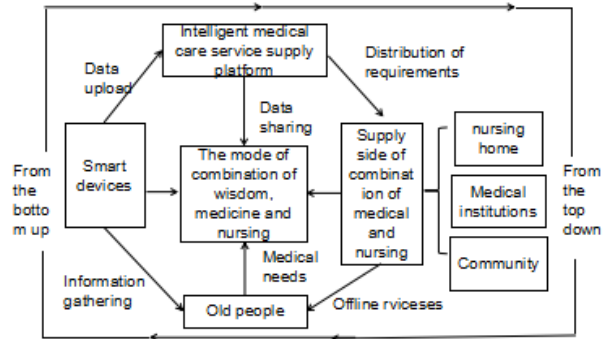 Intelligent medical
care service supply
platform
Data
upload
Distribution of
requirements
Data
sharing
From
the
botto
m up
Smart
devices
The mode of
combination of
wisdom,
medicine and
nursing
Supply
side of
combinat
ion of
medical
and
nursing
nursing
home
Medical
institutions
Community
From
the
top
down
Information
gathering
Medical
needs
Old people
Offline rviceses